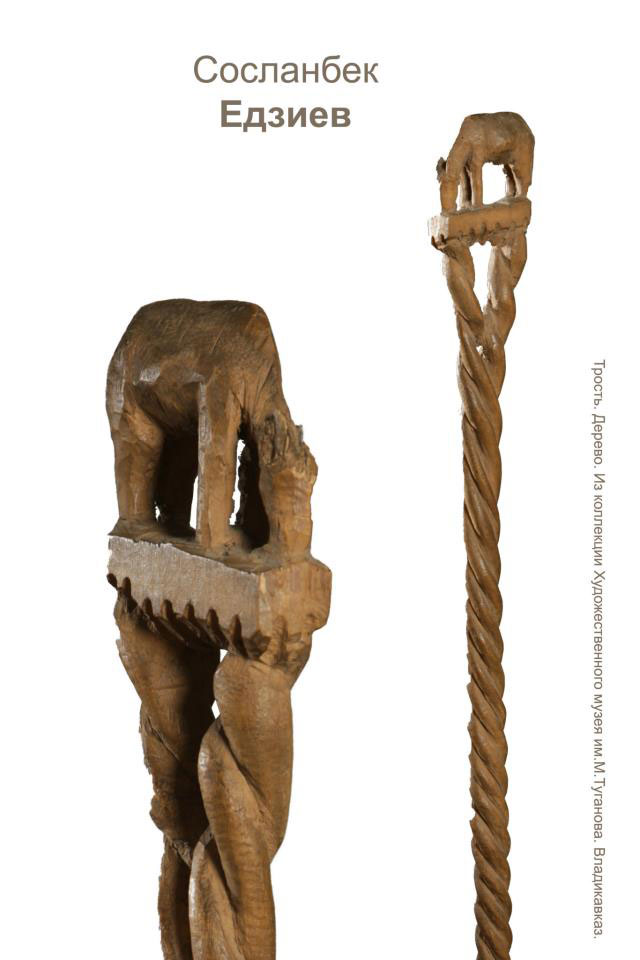 Сосланбек
Едзиев
Трость. Дерево. Из коллекции Художественного музея им.М.Туганова. Владикавказ.